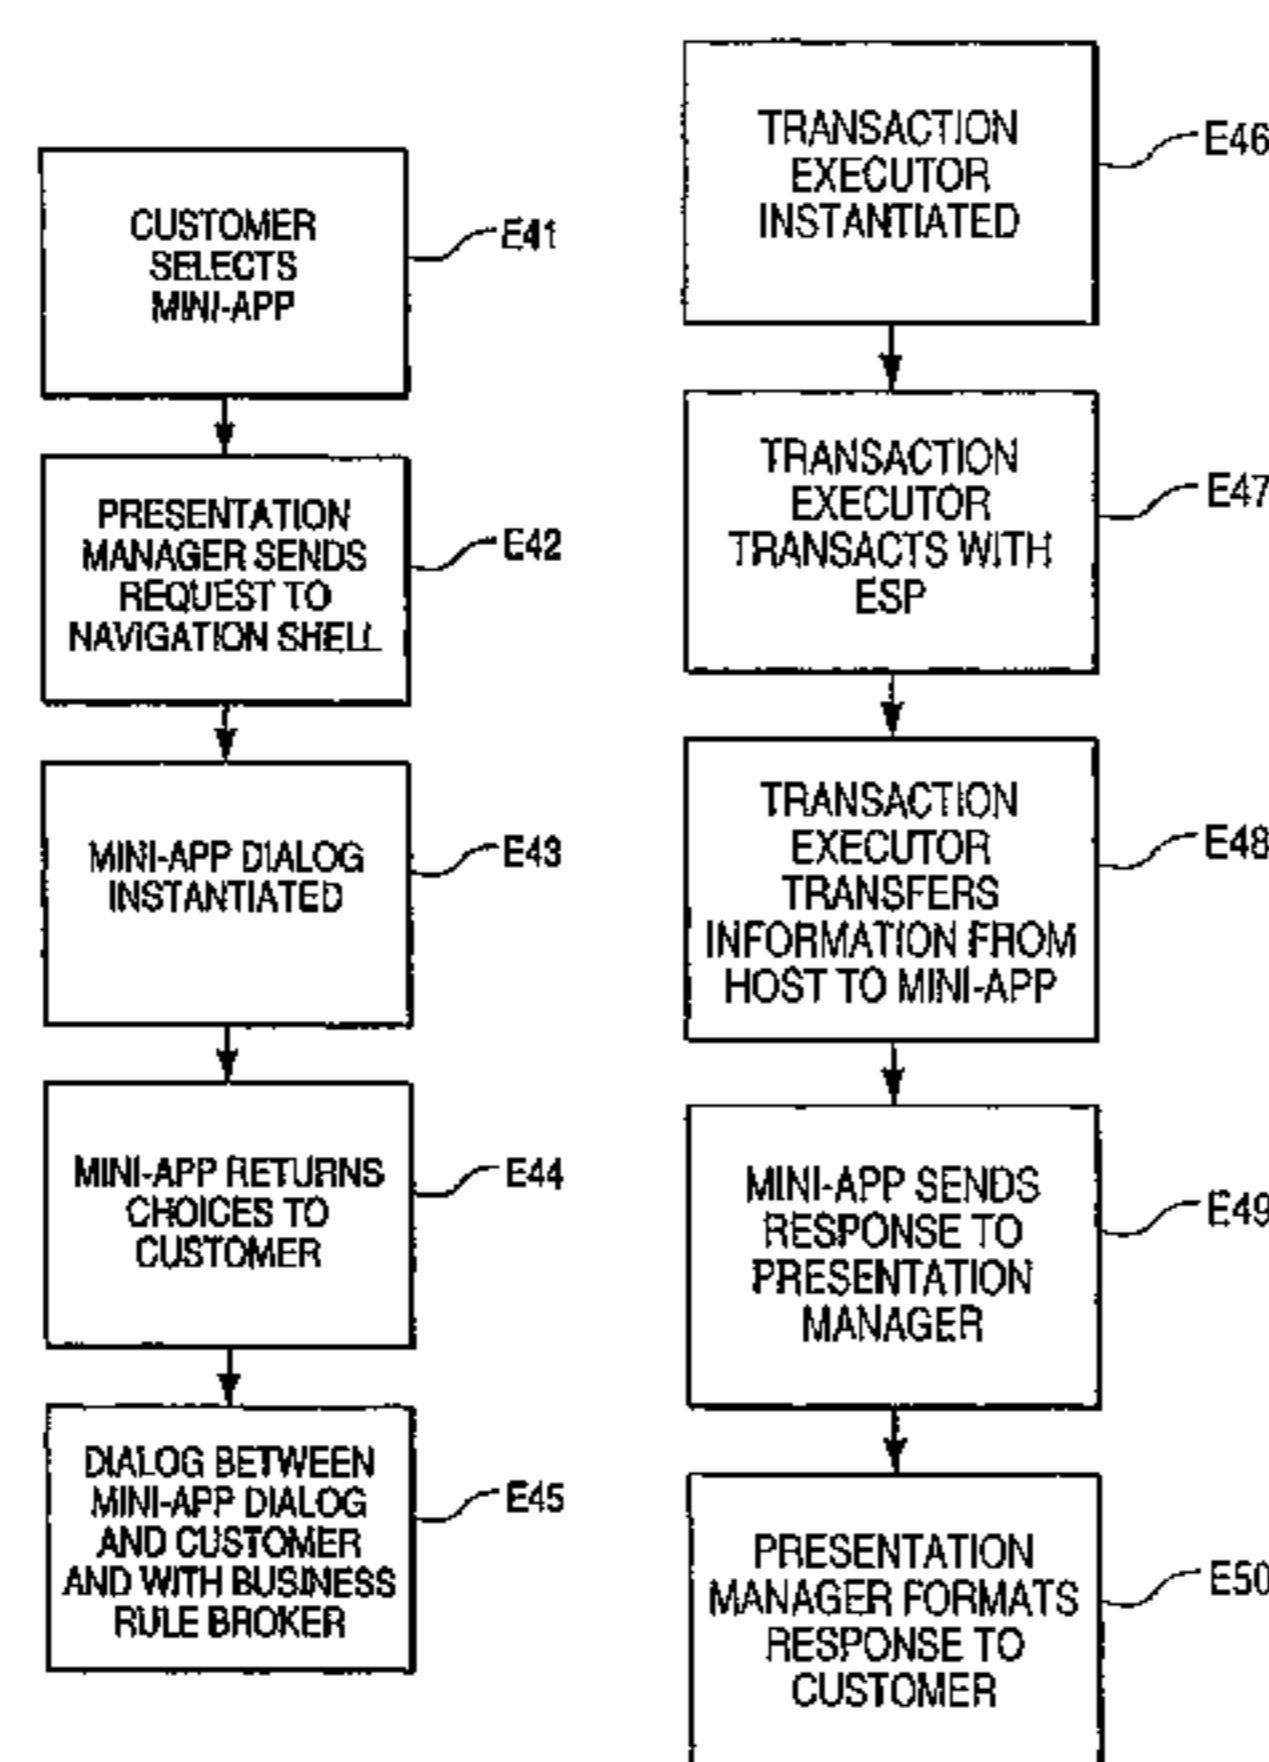 CUSTOMER
SELECTS
MINI-APP
E41
PRESENTATION
MANAGER SENDS
REQUEST TO
NAVIGATION SHELL
E42
MINI-APP DIALOG
INSTANTIATED
E43
MINI-APP RETURNS
CHOICES TO
CUSTOMER
E44
DIALOG BETWEEN
MINI-APP DIALOG
AND CUSTOMER
AND WITH BUSINESS
RULE BROKER
E45
TRANSACTION
EXECUTOR
INSTANTIATED
E46
TRANSACTION
EXECUTOR
TRANSACTS WITH
ESP
E47
TRANSACTION
EXECUTOR
TRANSFERS
INFORMATION FROM
HOST TO MINI-APP
E48
MINI-APP SENDS
RESPONSE TO
PRESENTATION
MANAGER
E49
PRESENTATION
MANAGER FORMATS
RESPONSE TO
CUSTOMER
E50